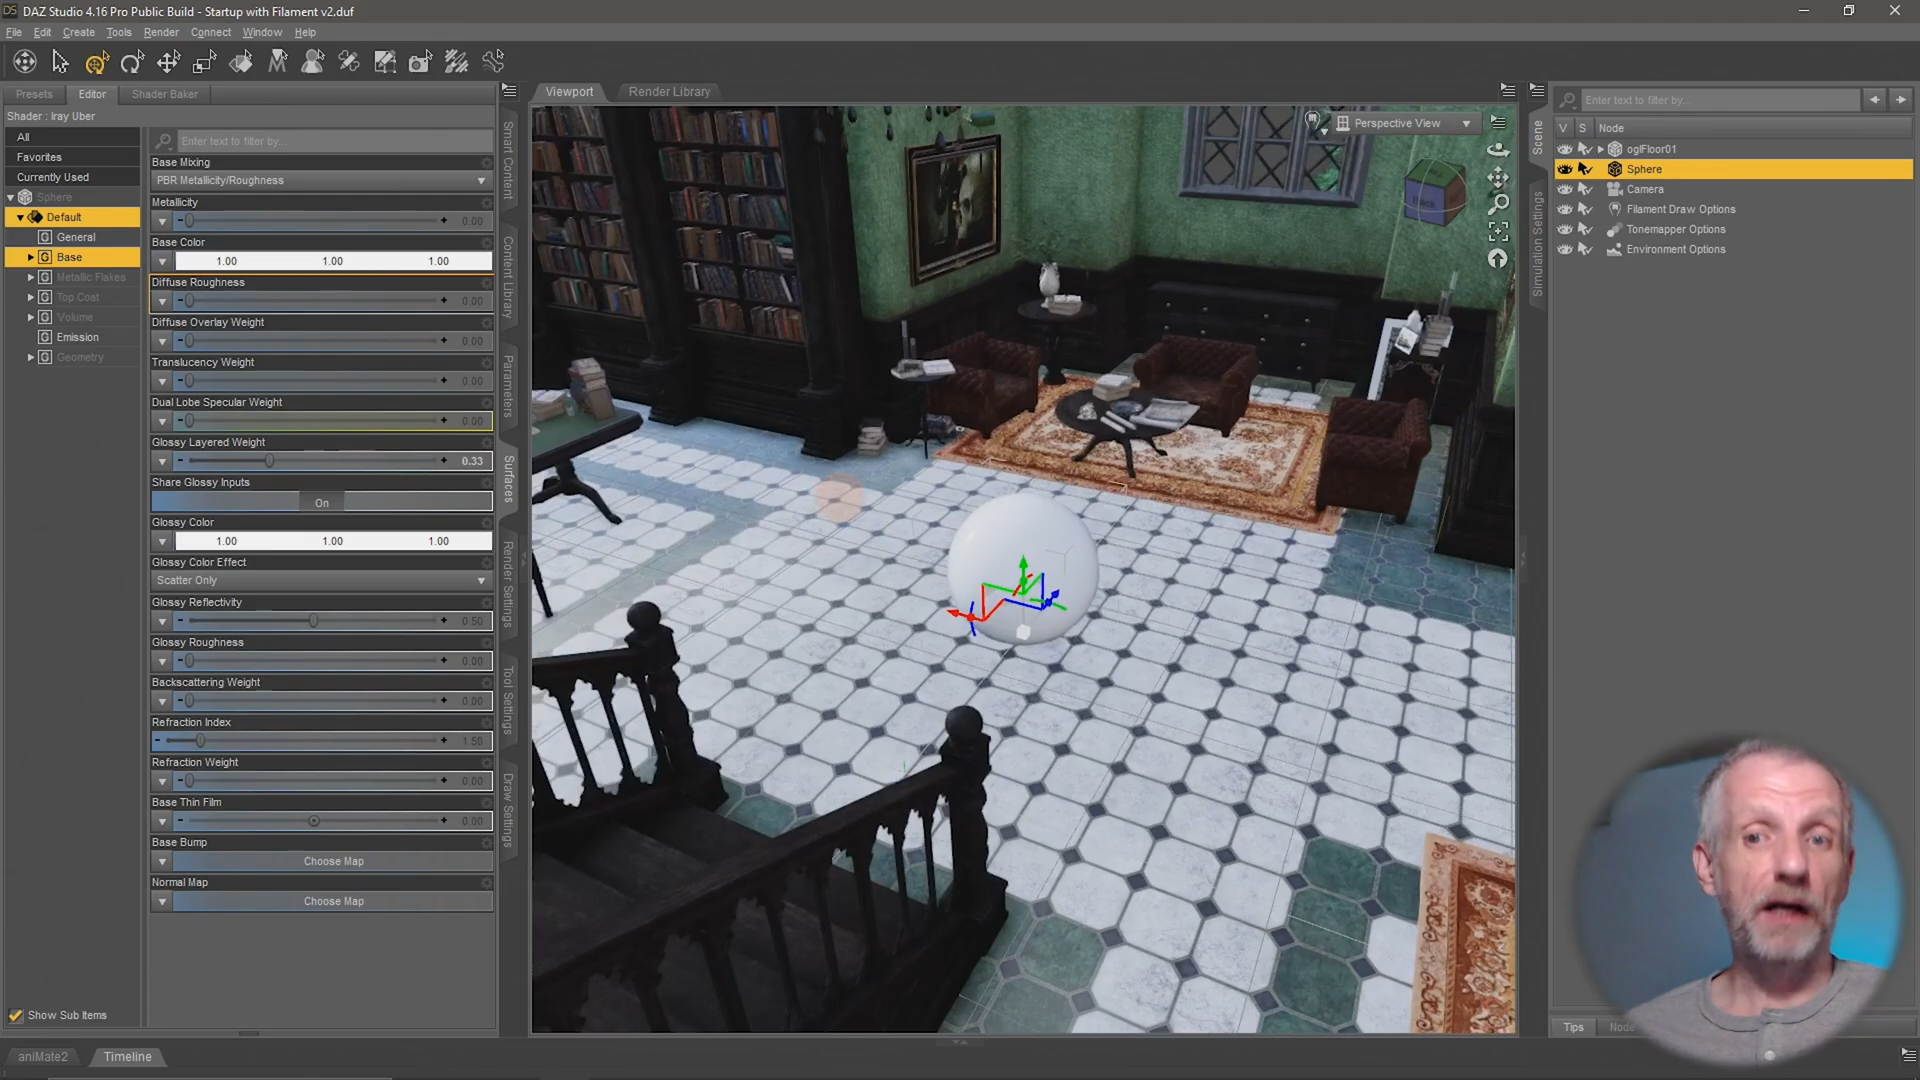 DS DAZ Studio 4.16 Pro Public Build - Startup with Filament v2.duf
File Edit Create Tools Render Connect Window Help
Presets Editor Shader Baker
Shader : Iray Uber
All
Favorites
Currently Used
Sphere
Default
G General
G Base
G Metallic Flakes
G Top Coat
G Volume
G Emission
G Geometry
Show Sub Items
Enter text to filter by...
Base Mixing
PBR Metallicity/Roughness
Metallicity
0.00
Base Color
1.00 1.00 1.00
Diffuse Roughness
0.00
Diffuse Overlay Weight
0.00
Translucency Weight
0.00
Dual Lobe Specular Weight
0.00
Glossy Layered Weight
0.33
Share Glossy Inputs
On
Glossy Color
1.00 1.00 1.00
Glossy Color Effect
Scatter Only
Glossy Reflectivity
0.50
Glossy Roughness
0.00
Backscattering Weight
0.00
Refraction Index
1.50
Refraction Weight
0.00
Base Thin Film
0.00
Base Bump
Choose Map
Normal Map
Choose Map
Smart Content
Content Library
Parameters
Surfaces
Render Settings
Tool Settings
Draw Settings
Viewport Render Library
Perspective View
Scene
Simulation Settings
Enter text to filter by...
V S Node
oglFloor01
Sphere
Camera
Filament Draw Options
Tonemapper Options
Environment Options
Tips Node
aniMate2 Timeline